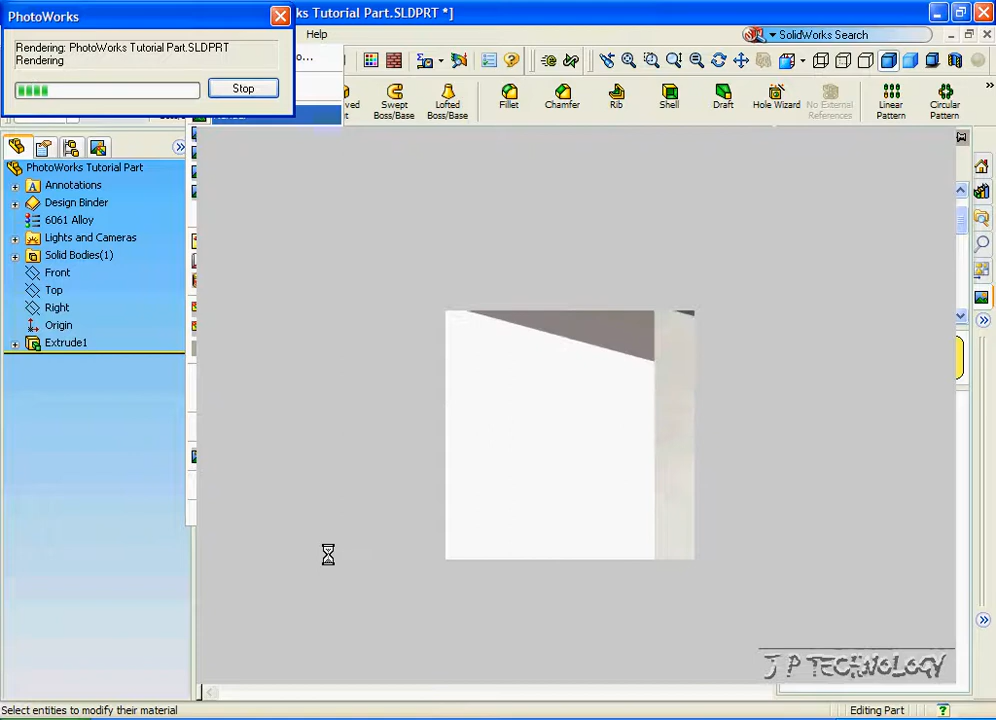 PhotoWorks
s Tutorial Part.SLDPRT *]
Rendering: PhotoWorks Tutorial Part.SLDPRT
Rendering
Stop
Help
SolidWorks Search
Swept
Boss/Base
Lofted
Boss/Base
Fillet
Chamfer
Rib
Shell
Draft
Hole Wizard
No External
References
Linear
Pattern
Circular
Pattern
PhotoWorks Tutorial Part
Annotations
Design Binder
6061 Alloy
Lights and Cameras
Solid Bodies(1)
Front
Top
Right
Origin
Extrude1
J P TECHNOLOGY
Select entities to modify their material
Editing Part